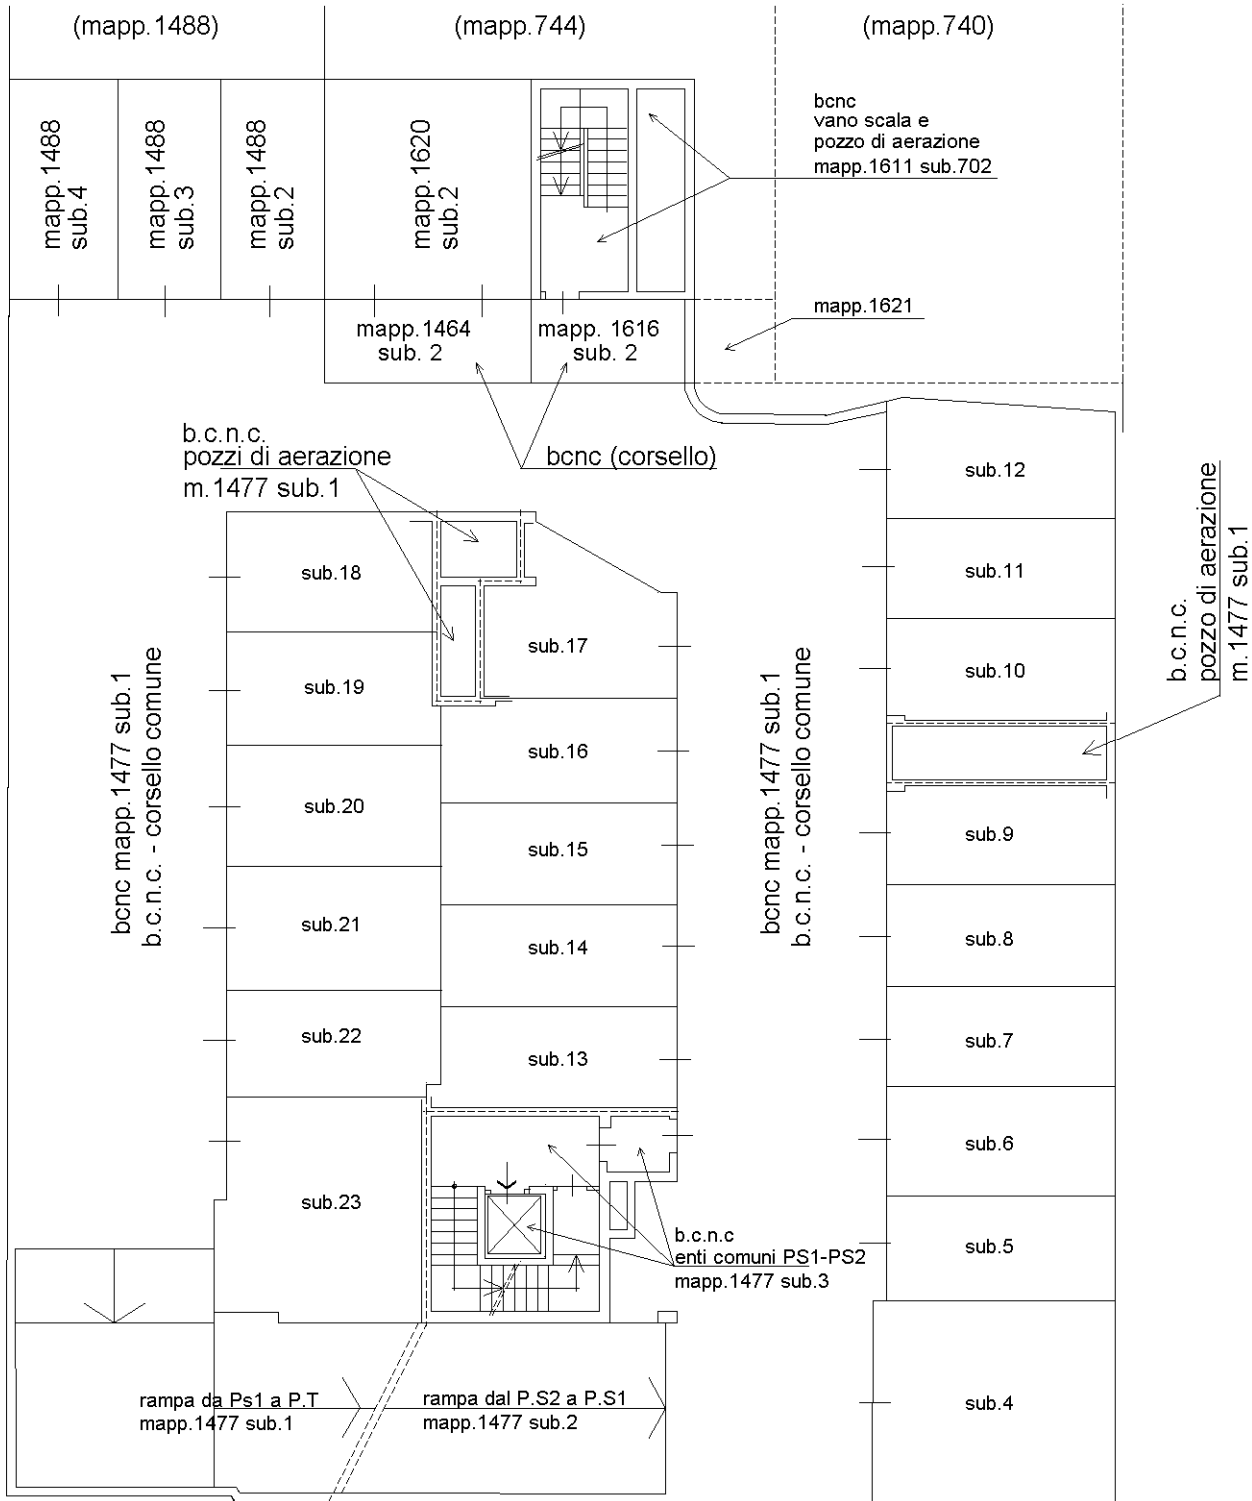 (mapp.1488)
(mapp.744)
(mapp.740)
mapp.1488
sub.4
mapp.1488
sub.3
mapp.1488
sub.2
mapp.1620
sub.2
bcnc
vano scala e
pozzo di aerazione
mapp.1611 sub.702
mapp.1621
mapp.1464
sub. 2
mapp. 1616
sub. 2
bcnc (corsello)
b.c.n.c.
pozzi di aerazione
m.1477 sub.1
sub.12
sub.11
sub.10
b.c.n.c.
pozzo di aerazione
m.1477 sub.1
sub.18
sub.17
sub.19
sub.16
sub.20
sub.15
sub.21
sub.14
sub.22
sub.13
sub.23
bcnc mapp.1477 sub.1
b.c.n.c. - corsello comune
bcnc mapp.1477 sub.1
b.c.n.c. - corsello comune
sub.9
sub.8
sub.7
sub.6
sub.5
sub.4
b.c.n.c
enti comuni PS1-PS2
mapp.1477 sub.3
rampa da Ps1 a P.T
mapp.1477 sub.1
rampa dal P.S2 a P.S1
mapp.1477 sub.2